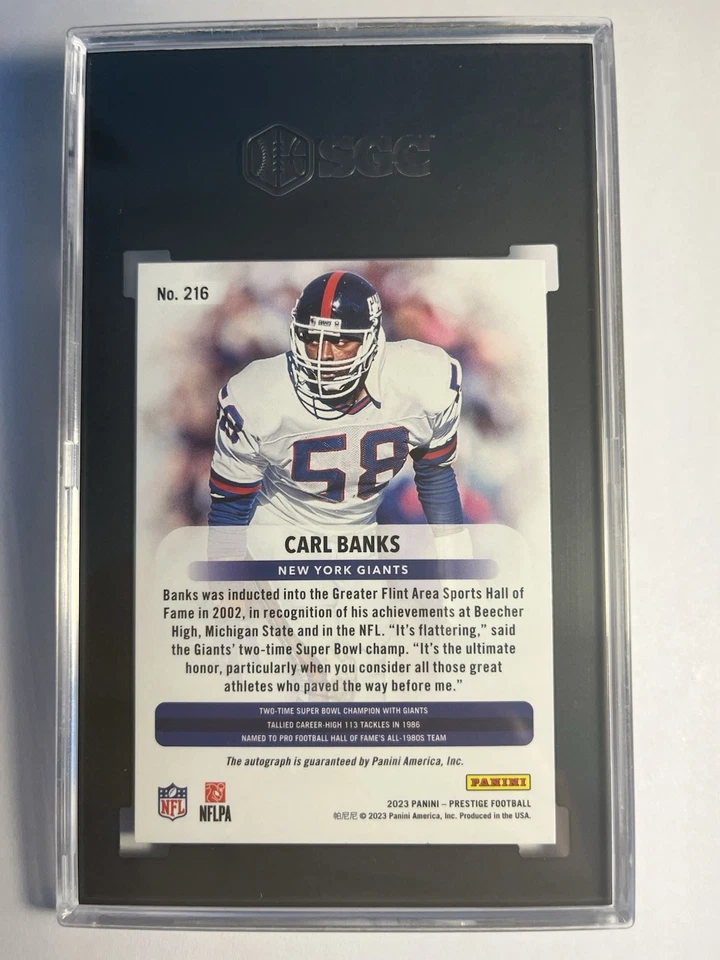 SGC
No. 216
GIANTS
58
58
CARL BANKS
NEW YORK GIANTS
Banks was inducted into the Greater Flint Area Sports Hall of
Fame in 2002, in recognition of his achievements at Beecher
High, Michigan State and in the NFL. “It’s flattering,” said
the Giants’ two-time Super Bowl champ. “It’s the ultimate
honor, particularly when you consider all those great
athletes who paved the way before me.”
TWO-TIME SUPER BOWL CHAMPION WITH GIANTS
TALLIED CAREER-HIGH 113 TACKLES IN 1986
NAMED TO PRO FOOTBALL HALL OF FAME’S ALL-1980S TEAM
The autograph is guaranteed by Panini America, Inc.
PANINI
NFL
NFLPA
2023 PANINI – PRESTIGE FOOTBALL
帕尼尼 © 2023 Panini America, Inc. Produced in the USA.